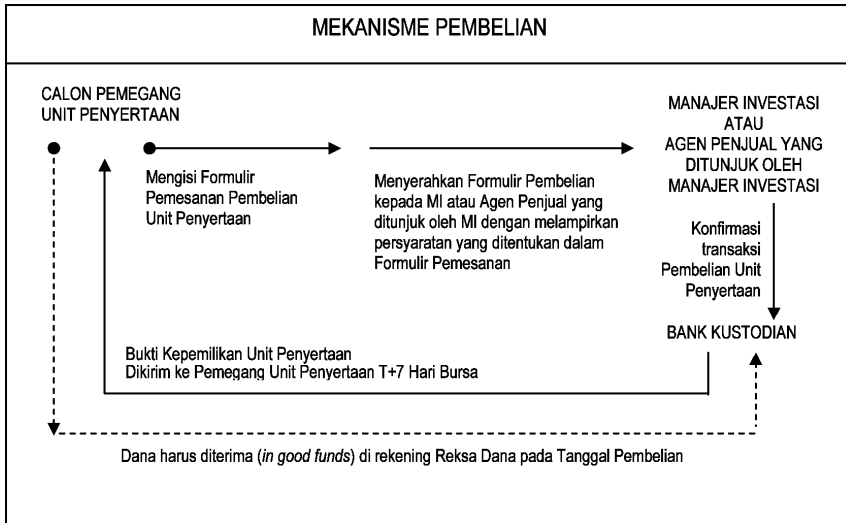 MEKANISME PEMBELIAN
CALON PEMEGANG
UNIT PENYERTAAN
MANAJER INVESTASI
ATAU
AGEN PENJUAL YANG
DITUNJUK OLEH
MANAJER INVESTASI
Mengisi Formulir
Pemesanan Pembelian
Unit Penyertaan
Menyerahkan Formulir Pembelian
kepada MI atau Agen Penjual yang
ditunjuk oleh MI dengan melampirkan
persyaratan yang ditentukan dalam
Formulir Pemesanan
Konfirmasi
transaksi
Pembelian Unit
Penyertaan
BANK KUSTODIAN
Bukti Kepemilikan Unit Penyertaan
Dikirim ke Pemegang Unit Penyertaan T+7 Hari Bursa
Dana harus diterima (in good funds) di rekening Reksa Dana pada Tanggal Pembelian